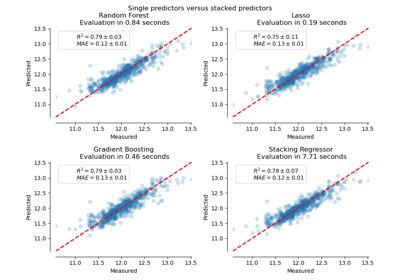 Single predictors versus stacked predictors
Random Forest
Evaluation in 0.84 seconds
R² = 0.79 ± 0.03
MAE = 0.12 ± 0.01
Predicted
13.5
13.0
12.5
12.0
11.5
11.0
11.0 11.5 12.0 12.5 13.0 13.5
Measured
Lasso
Evaluation in 0.19 seconds
R² = 0.75 ± 0.11
MAE = 0.13 ± 0.01
Predicted
13.5
13.0
12.5
12.0
11.5
11.0
11.0 11.5 12.0 12.5 13.0 13.5
Measured
Gradient Boosting
Evaluation in 0.46 seconds
R² = 0.79 ± 0.03
MAE = 0.13 ± 0.01
Predicted
13.5
13.0
12.5
12.0
11.5
11.0
11.0 11.5 12.0 12.5 13.0 13.5
Measured
Stacking Regressor
Evaluation in 7.71 seconds
R² = 0.78 ± 0.07
MAE = 0.12 ± 0.01
Predicted
13.5
13.0
12.5
12.0
11.5
11.0
11.0 11.5 12.0 12.5 13.0 13.5
Measured